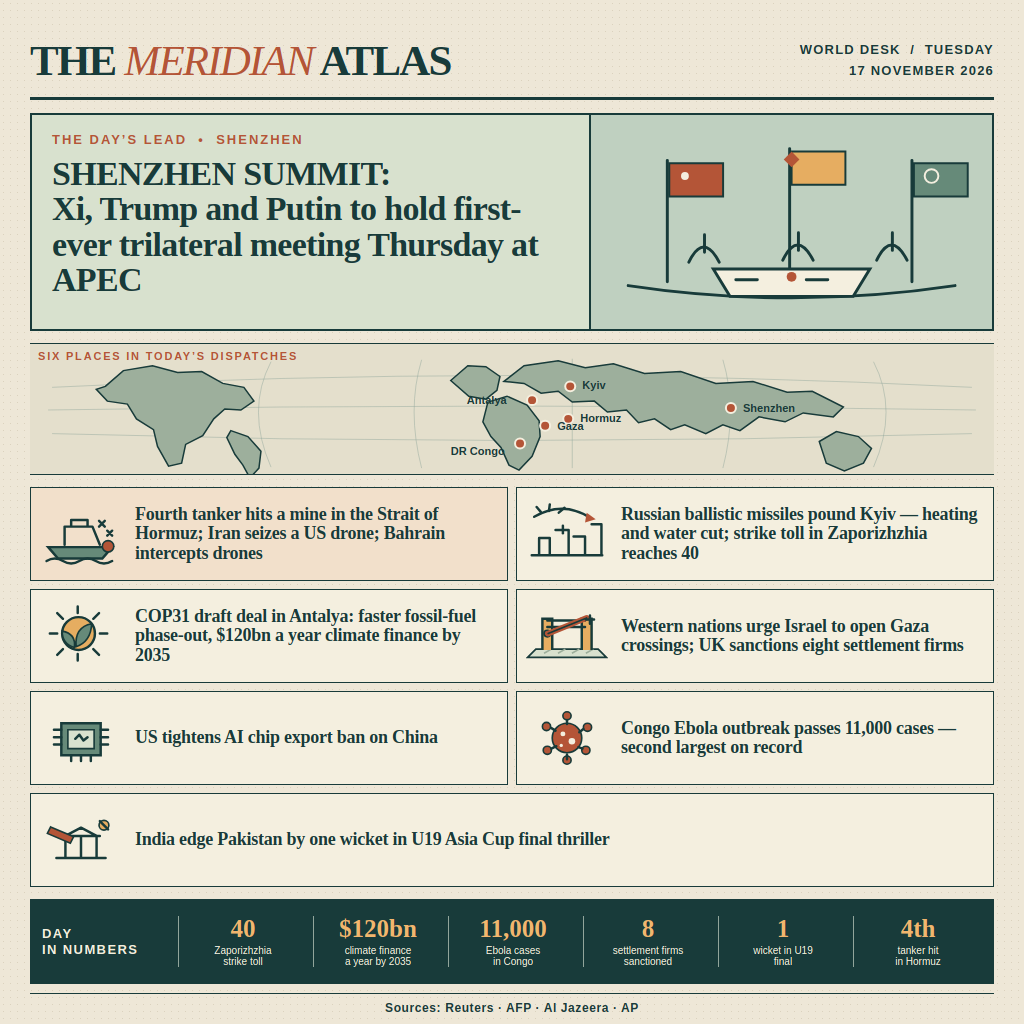 THE MERIDIAN ATLAS
WORLD DESK / TUESDAY
17 NOVEMBER 2026
THE DAY'S LEAD • SHENZHEN
SHENZHEN SUMMIT:
Xi, Trump and Putin to hold first-
ever trilateral meeting Thursday at
APEC
SIX PLACES IN TODAY'S DISPATCHES
Kyiv
Antalya
Shenzhen
Hormuz
Gaza
DR Congo
Fourth tanker hits a mine in the Strait of
Hormuz; Iran seizes a US drone; Bahrain
intercepts drones
Russian ballistic missiles pound Kyiv — heating
and water cut; strike toll in Zaporizhzhia
reaches 40
COP31 draft deal in Antalya: faster fossil-fuel
phase-out, $120bn a year climate finance by
2035
Western nations urge Israel to open Gaza
crossings; UK sanctions eight settlement firms
US tightens AI chip export ban on China
Congo Ebola outbreak passes 11,000 cases —
second largest on record
India edge Pakistan by one wicket in U19 Asia Cup final thriller
DAY
IN NUMBERS
40
Zaporizhzhia
strike toll
$120bn
climate finance
a year by 2035
11,000
Ebola cases
in Congo
8
settlement firms
sanctioned
1
wicket in U19
final
4th
tanker hit
in Hormuz
Sources: Reuters · AFP · Al Jazeera · AP